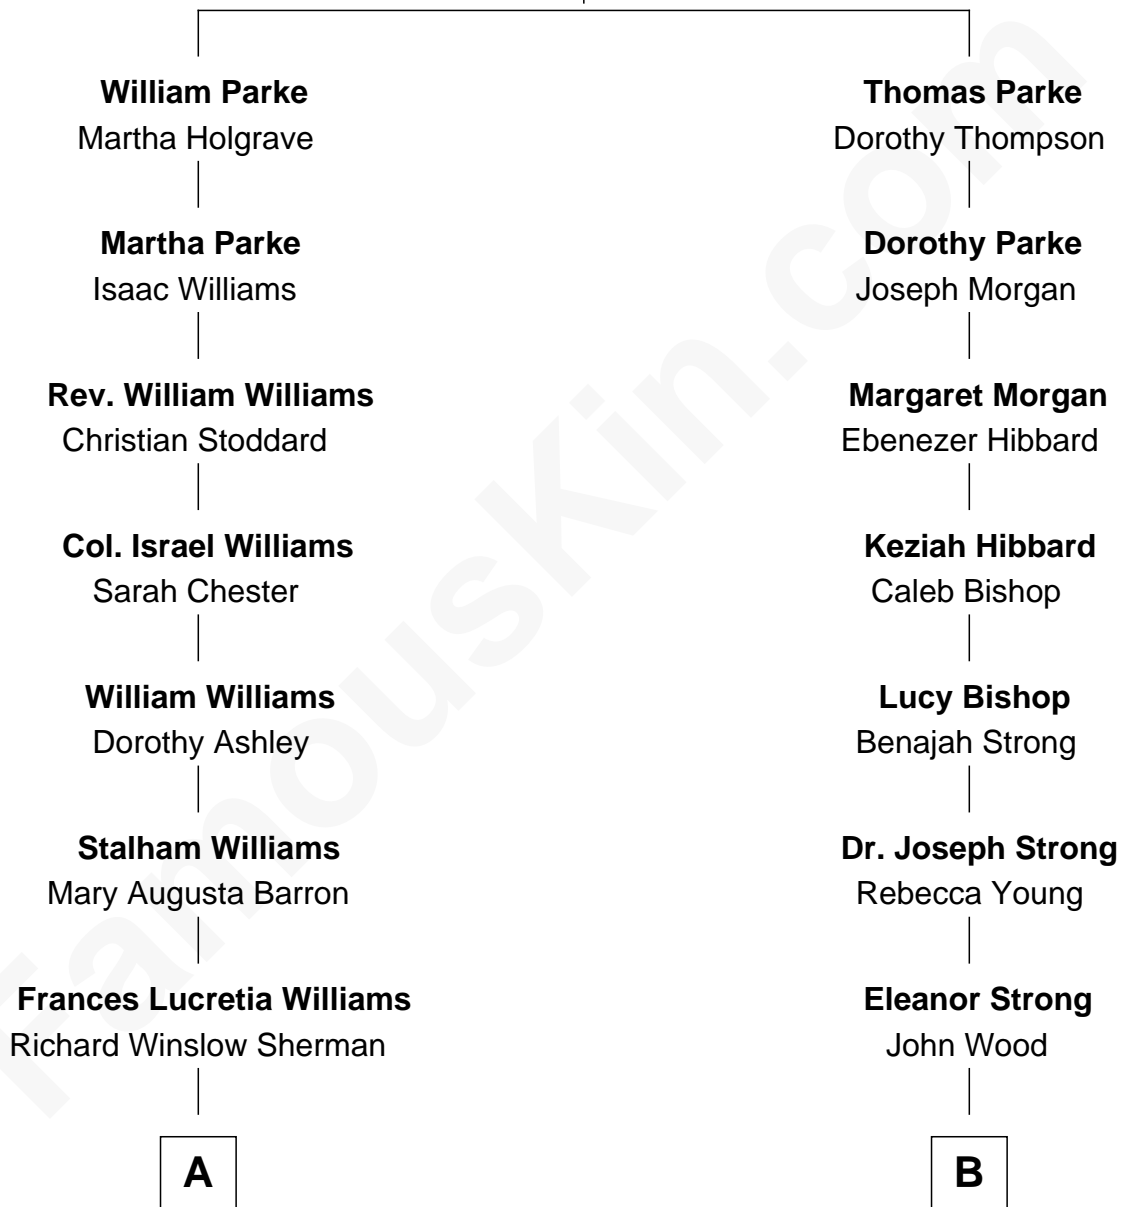 William Parke
Martha Holgrave
Thomas Parke
Dorothy Thompson
Martha Parke
Isaac Williams
Dorothy Parke
Joseph Morgan
Rev. William Williams
Christian Stoddard
Margaret Morgan
Ebenezer Hibbard
Col. Israel Williams
Sarah Chester
Keziah Hibbard
Caleb Bishop
William Williams
Dorothy Ashley
Lucy Bishop
Benajah Strong
Stalham Williams
Mary Augusta Barron
Dr. Joseph Strong
Rebecca Young
Frances Lucretia Williams
Richard Winslow Sherman
Eleanor Strong
John Wood
A
B
FamousKin.com